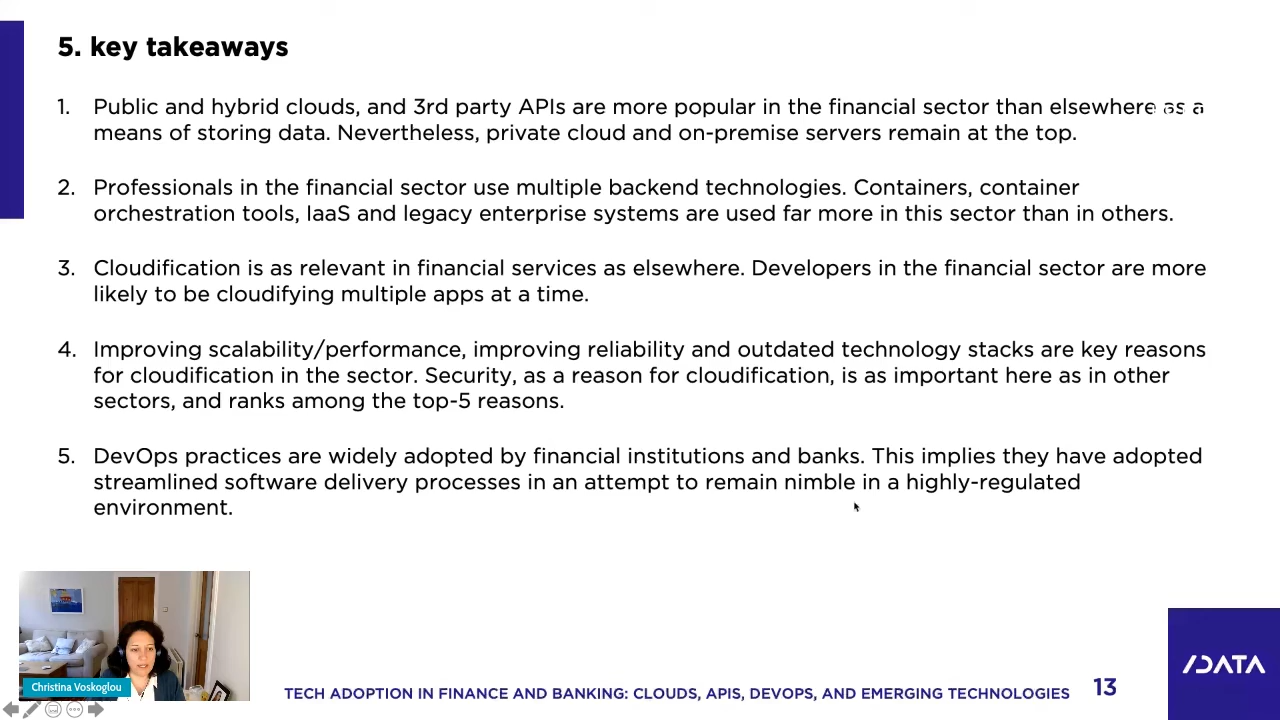 5. key takeaways
1. Public and hybrid clouds, and 3rd party APIs are more popular in the financial sector than elsewhere as a
means of storing data. Nevertheless, private cloud and on-premise servers remain at the top.
2. Professionals in the financial sector use multiple backend technologies. Containers, container
orchestration tools, IaaS and legacy enterprise systems are used far more in this sector than in others.
3. Cloudification is as relevant in financial services as elsewhere. Developers in the financial sector are more
likely to be cloudifying multiple apps at a time.
4. Improving scalability/performance, improving reliability and outdated technology stacks are key reasons
for cloudification in the sector. Security, as a reason for cloudification, is as important here as in other
sectors, and ranks among the top-5 reasons.
5. DevOps practices are widely adopted by financial institutions and banks. This implies they have adopted
streamlined software delivery processes in an attempt to remain nimble in a highly-regulated
environment.
Christina Voskoglou
TECH ADOPTION IN FINANCE AND BANKING: CLOUDS, APIS, DEVOPS, AND EMERGING TECHNOLOGIES
13
/DATA